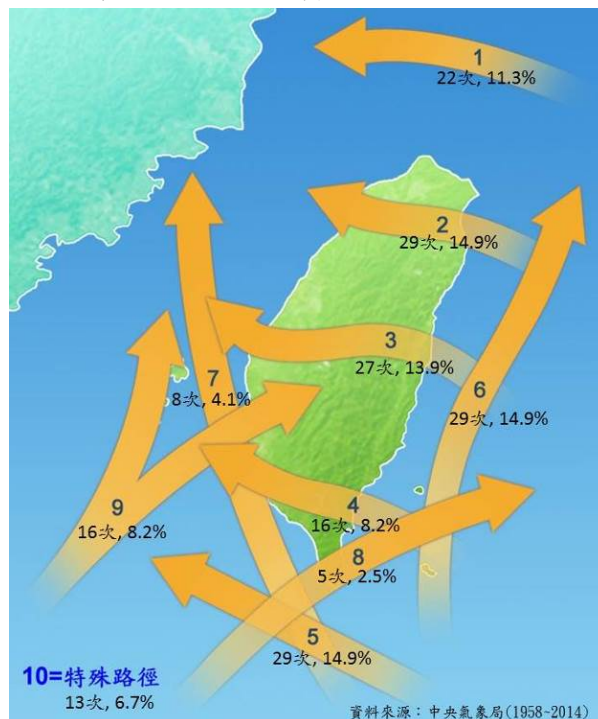 1
22次, 11.3%
2
29次, 14.9%
3
27次, 13.9%
7
8次, 4.1%
6
29次, 14.9%
9
16次, 8.2%
4
16次, 8.2%
8
5次, 2.5%
5
29次, 14.9%
10=特殊路徑
13次, 6.7%
資料來源：中央氣象局(1958~2014)